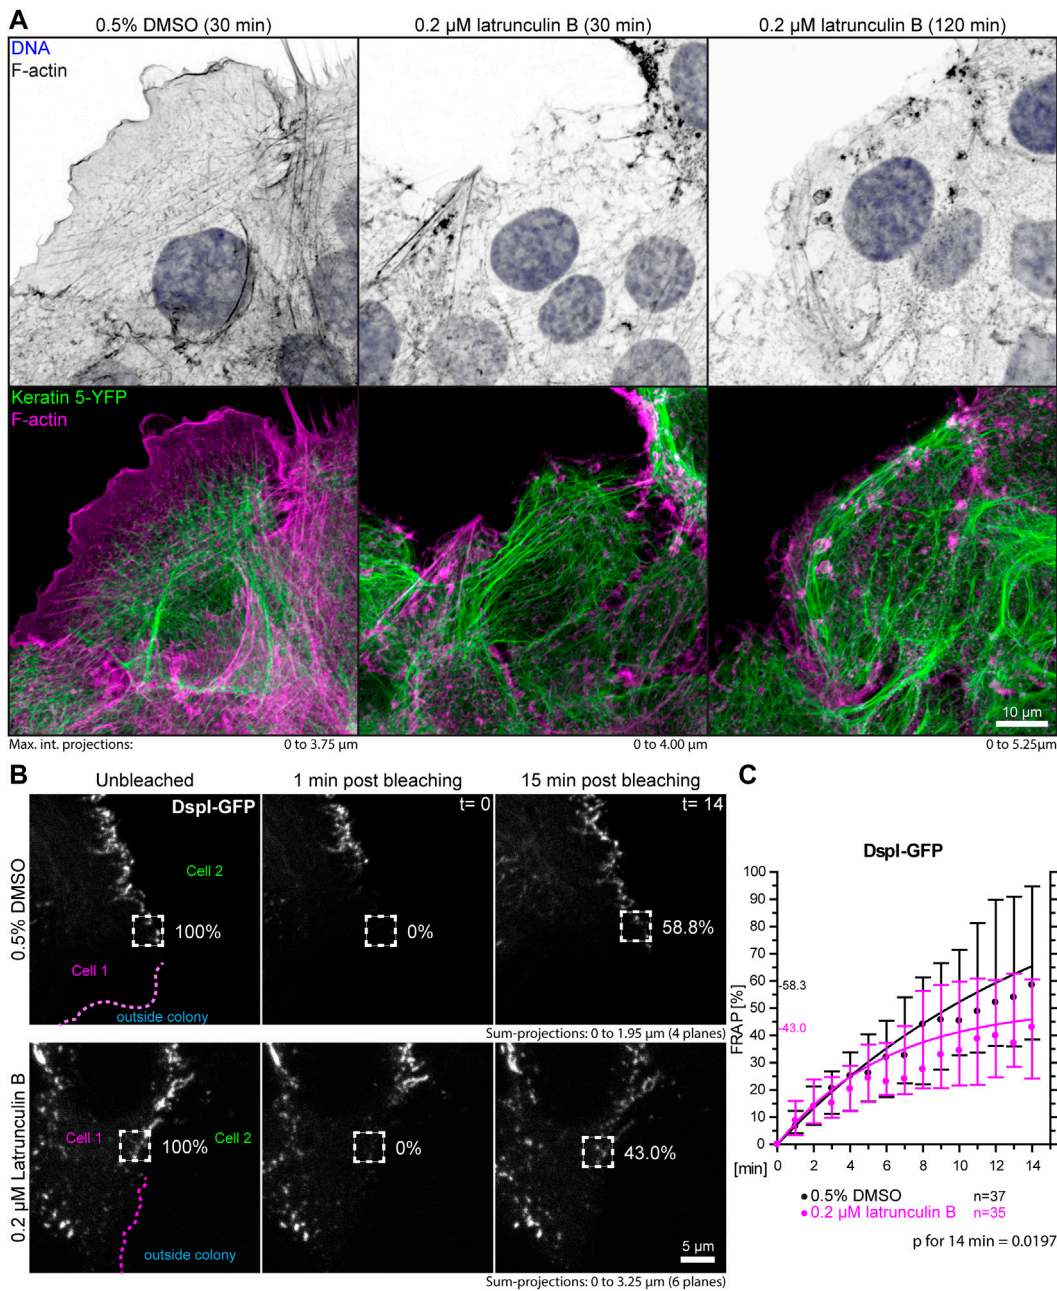 A
0.5% DMSO (30 min)
0.2 µM latrunculin B (30 min)
0.2 µM latrunculin B (120 min)
DNA
F-actin
Keratin 5-YFP
F-actin
10 µm
Max. int. projections:
0 to 3.75 µm
0 to 4.00 µm
0 to 5.25µm
B
Unbleached
1 min post bleaching
15 min post bleaching
0.5% DMSO
DspI-GFP
t= 0
t= 14
Cell 2
100%
0%
58.8%
Cell 1
outside colony
Sum-projections: 0 to 1.95 µm (4 planes)
0.2 µM Latrunculin B
Cell 1
100%
Cell 2
0%
43.0%
outside colony
5 µm
Sum-projections: 0 to 3.25 µm (6 planes)
C
DspI-GFP
FRAP [%]
100
90
80
70
60
50
40
30
20
10
0
-58.3
-43.0
[min]
0 2 4 6 8 10 12 14
0.5% DMSO n=37
0.2 µM latrunculin B n=35
p for 14 min = 0.0197